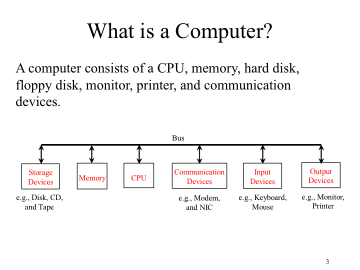 What is a Computer?
A computer consists of a CPU, memory, hard disk,
floppy disk, monitor, printer, and communication
devices.
Bus
Storage
Devices
Memory
CPU
Communication
Devices
Input
Devices
Output
Devices
e.g., Disk, CD,
and Tape
e.g., Modem,
and NIC
e.g., Keyboard,
Mouse
e.g., Monitor,
Printer
3